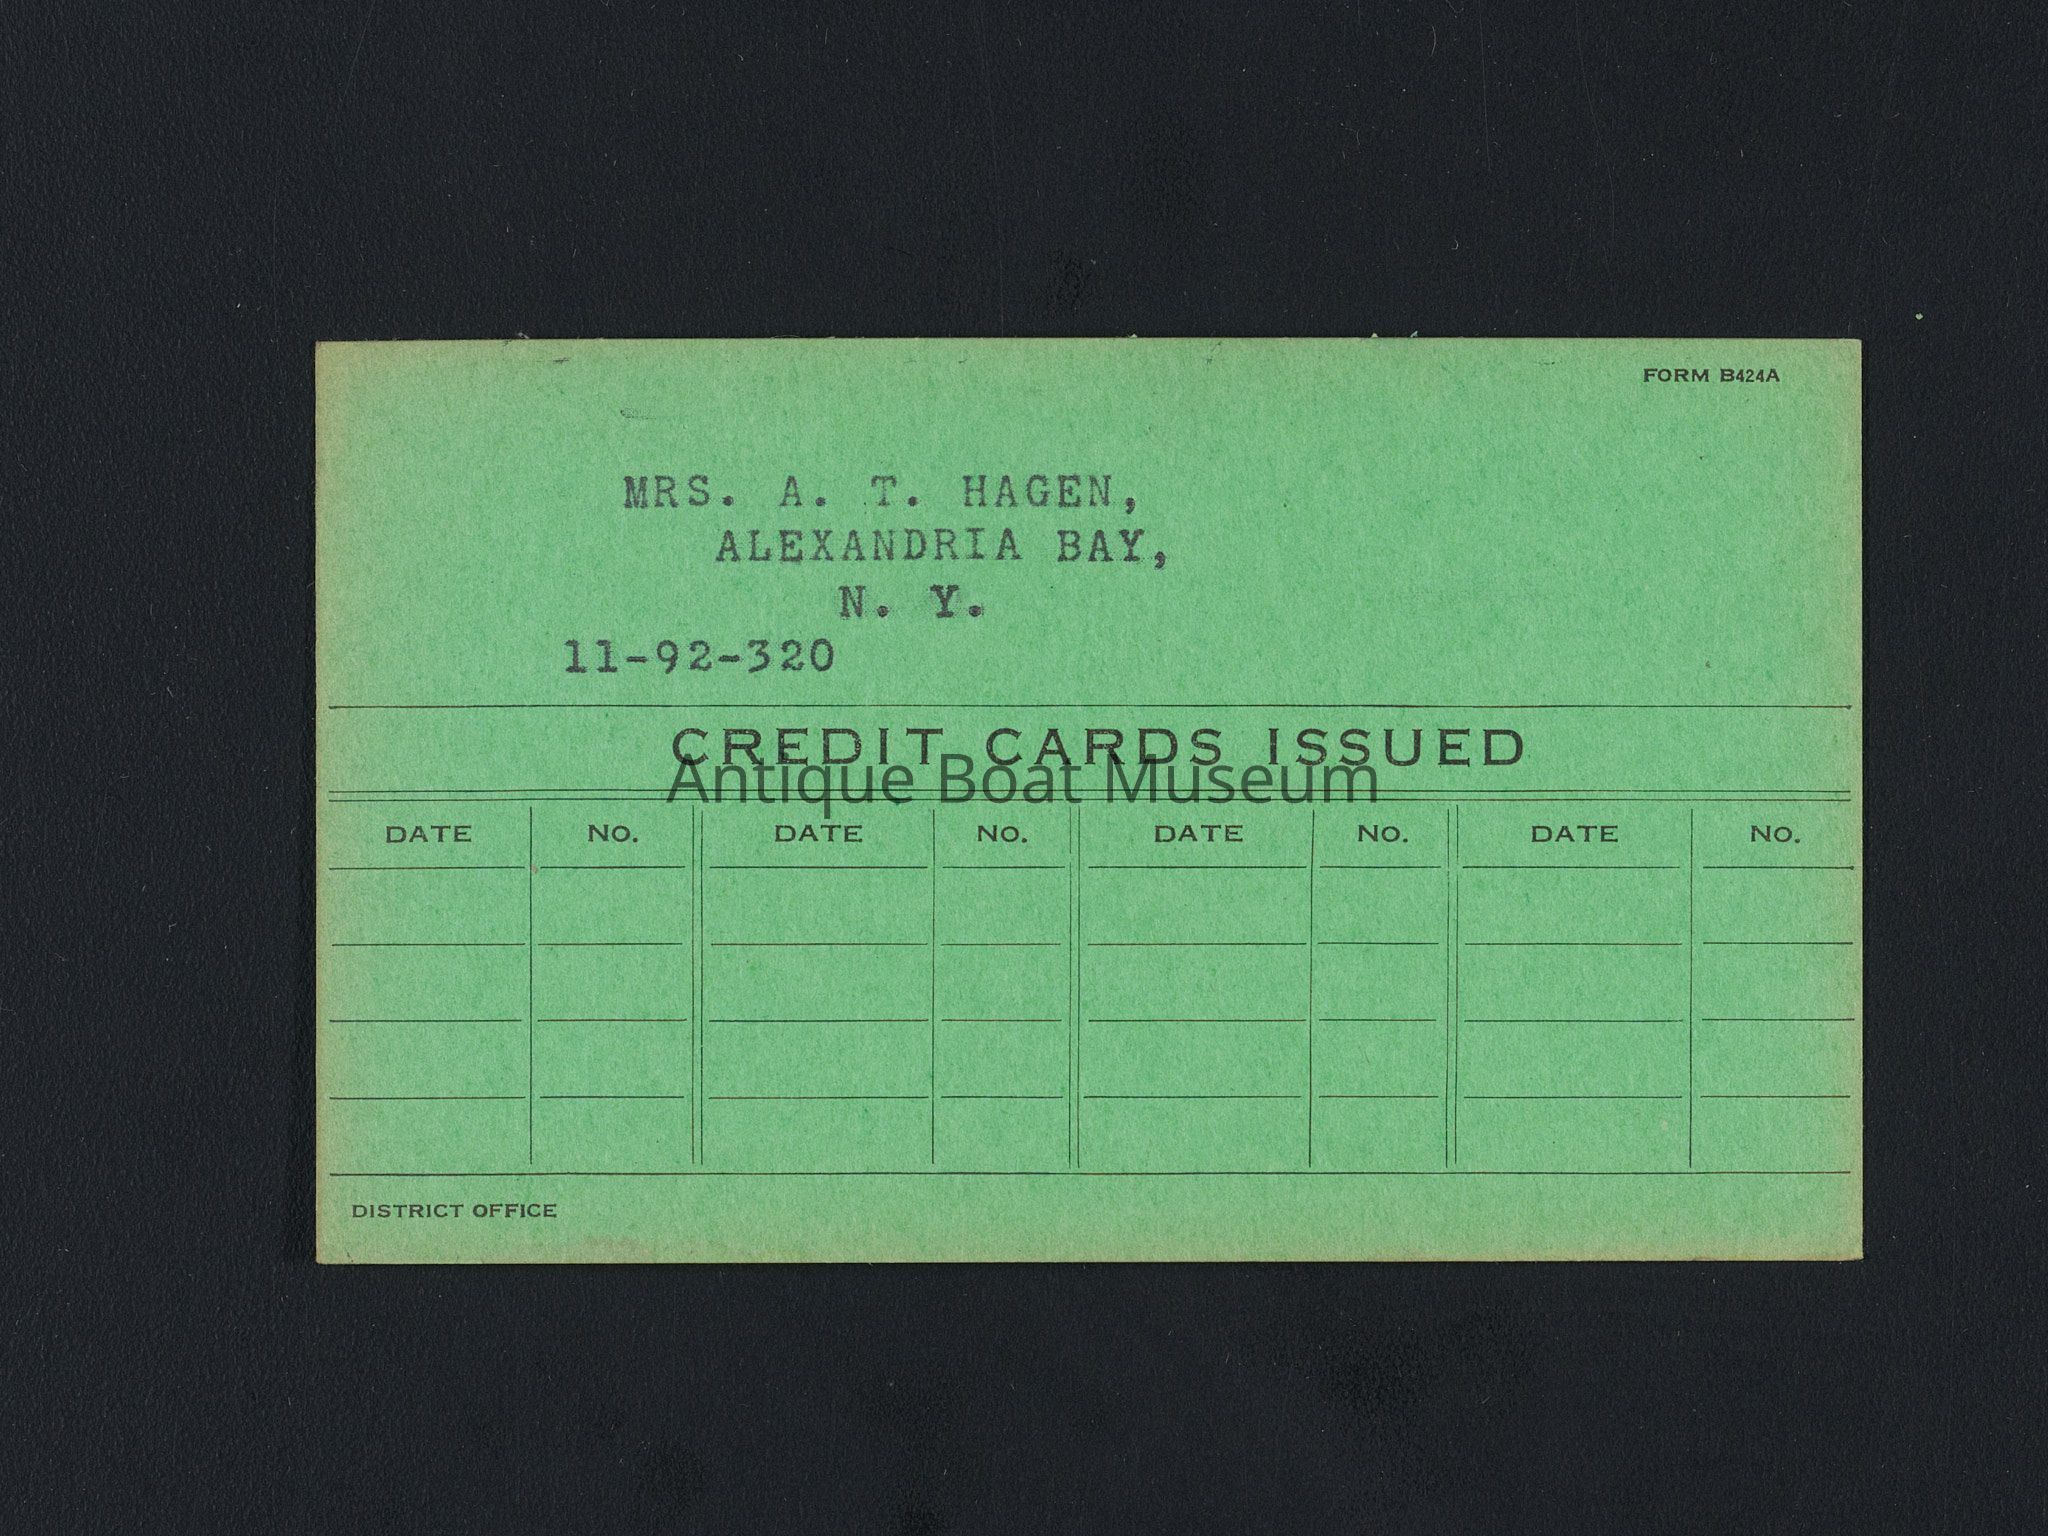 FORM B424A
MRS. A. T. HAGEN,
ALEXANDRIA BAY,
N. Y.
11-92-320
CREDIT CARDS ISSUED
Antique Boat Museum
DATE NO. DATE NO. DATE NO. DATE NO.
DISTRICT OFFICE